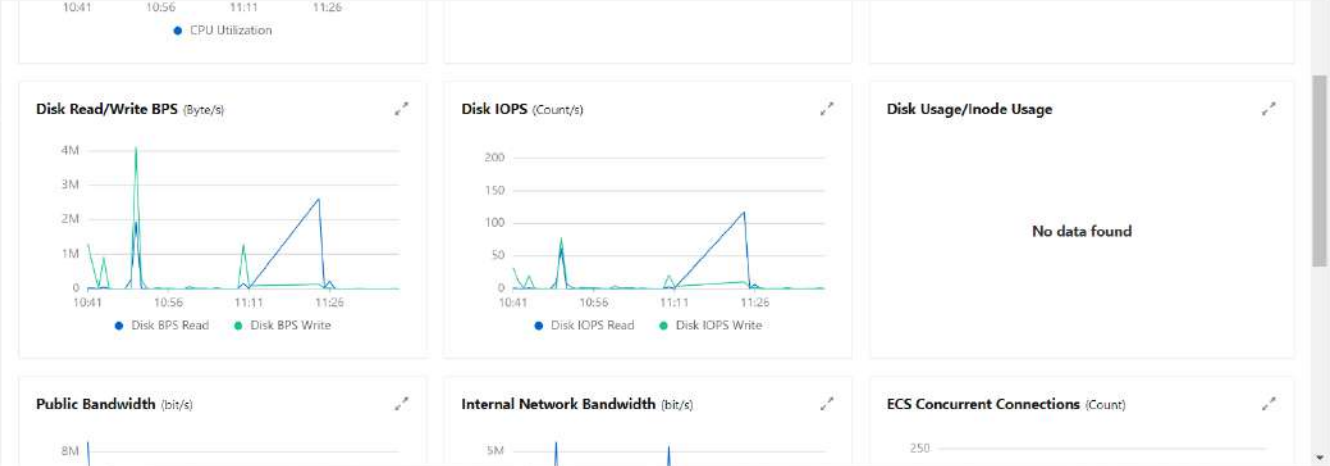 10:41 10:56 11:11 11:26
CPU Utilization
Disk Read/Write BPS (Byte/s)
4M
3M
2M
1M
0
10:41 10:56 11:11 11:26
Disk BPS Read Disk BPS Write
Disk IOPS (Count/s)
200
150
100
50
0
10:41 10:56 11:11 11:26
Disk IOPS Read Disk IOPS Write
Disk Usage/Inode Usage
No data found
Public Bandwidth (bit/s)
8M
Internal Network Bandwidth (bit/s)
5M
ECS Concurrent Connections (Count)
250